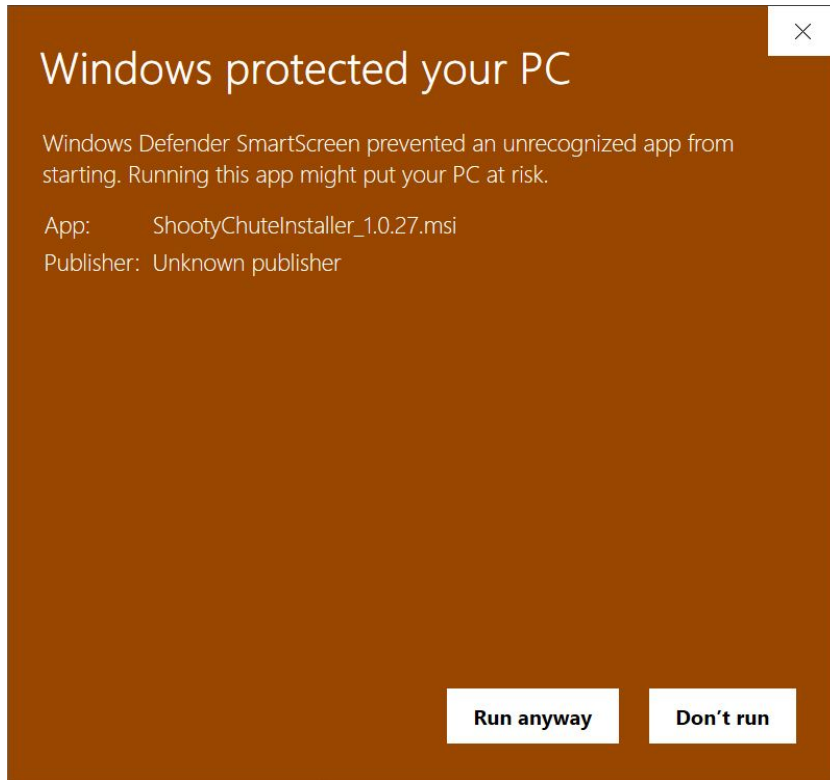 Windows protected your PC
Windows Defender SmartScreen prevented an unrecognized app from
starting. Running this app might put your PC at risk.
App: ShootyChuteInstaller_1.0.27.msi
Publisher: Unknown publisher
Run anyway Don’t run